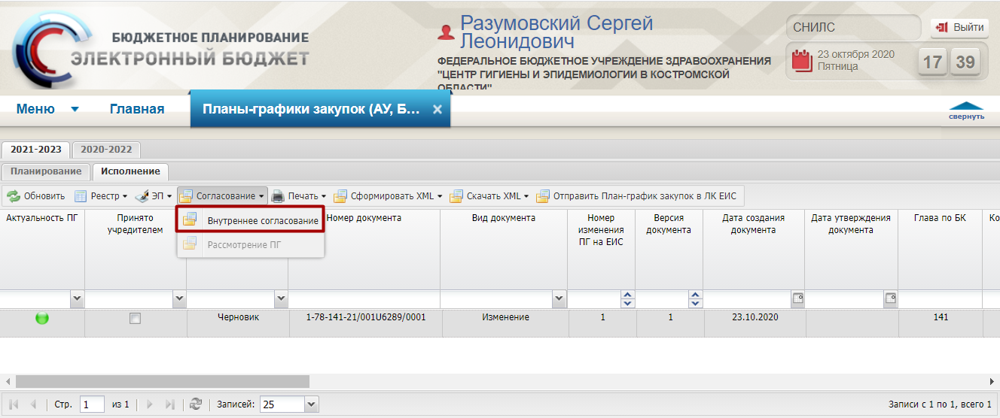 БЮДЖЕТНОЕ ПЛАНИРОВАНИЕ
ЭЛЕКТРОННЫЙ БЮДЖЕТ
Разумовский Сергей
Леонидович
ФЕДЕРАЛЬНОЕ БЮДЖЕТНОЕ УЧРЕЖДЕНИЕ ЗДРАВООХРАНЕНИЯ
"ЦЕНТР ГИГИЕНЫ И ЭПИДЕМИОЛОГИИ В КОСТРОМСКОЙ
ОБЛАСТИ"
СНИЛС
Выйти
23 октября 2020
Пятница
17 39
Меню
Главная
Планы-графики закупок (АУ, Б...
свернуть
2021-2023 2020-2022
Планирование Исполнение
Обновить Реестр ЭП Согласование Печать Сформировать XML Скачать XML Отправить План-график закупок в ЛК ЕИС
Внутреннее согласование
Рассмотрение ПГ
Актуальность ПГ
Принято
учредителем
Номер документа
Вид документа
Номер
изменения
ПГ на ЕИС
Версия
документа
Дата создания
документа
Дата утверждения
документа
Глава по БК
Ко
Черновик 1-78-141-21/001U6289/0001 Изменение 1 1 23.10.2020 141
Стр. 1 из 1 Записей: 25 Записи с 1 по 1, всего 1